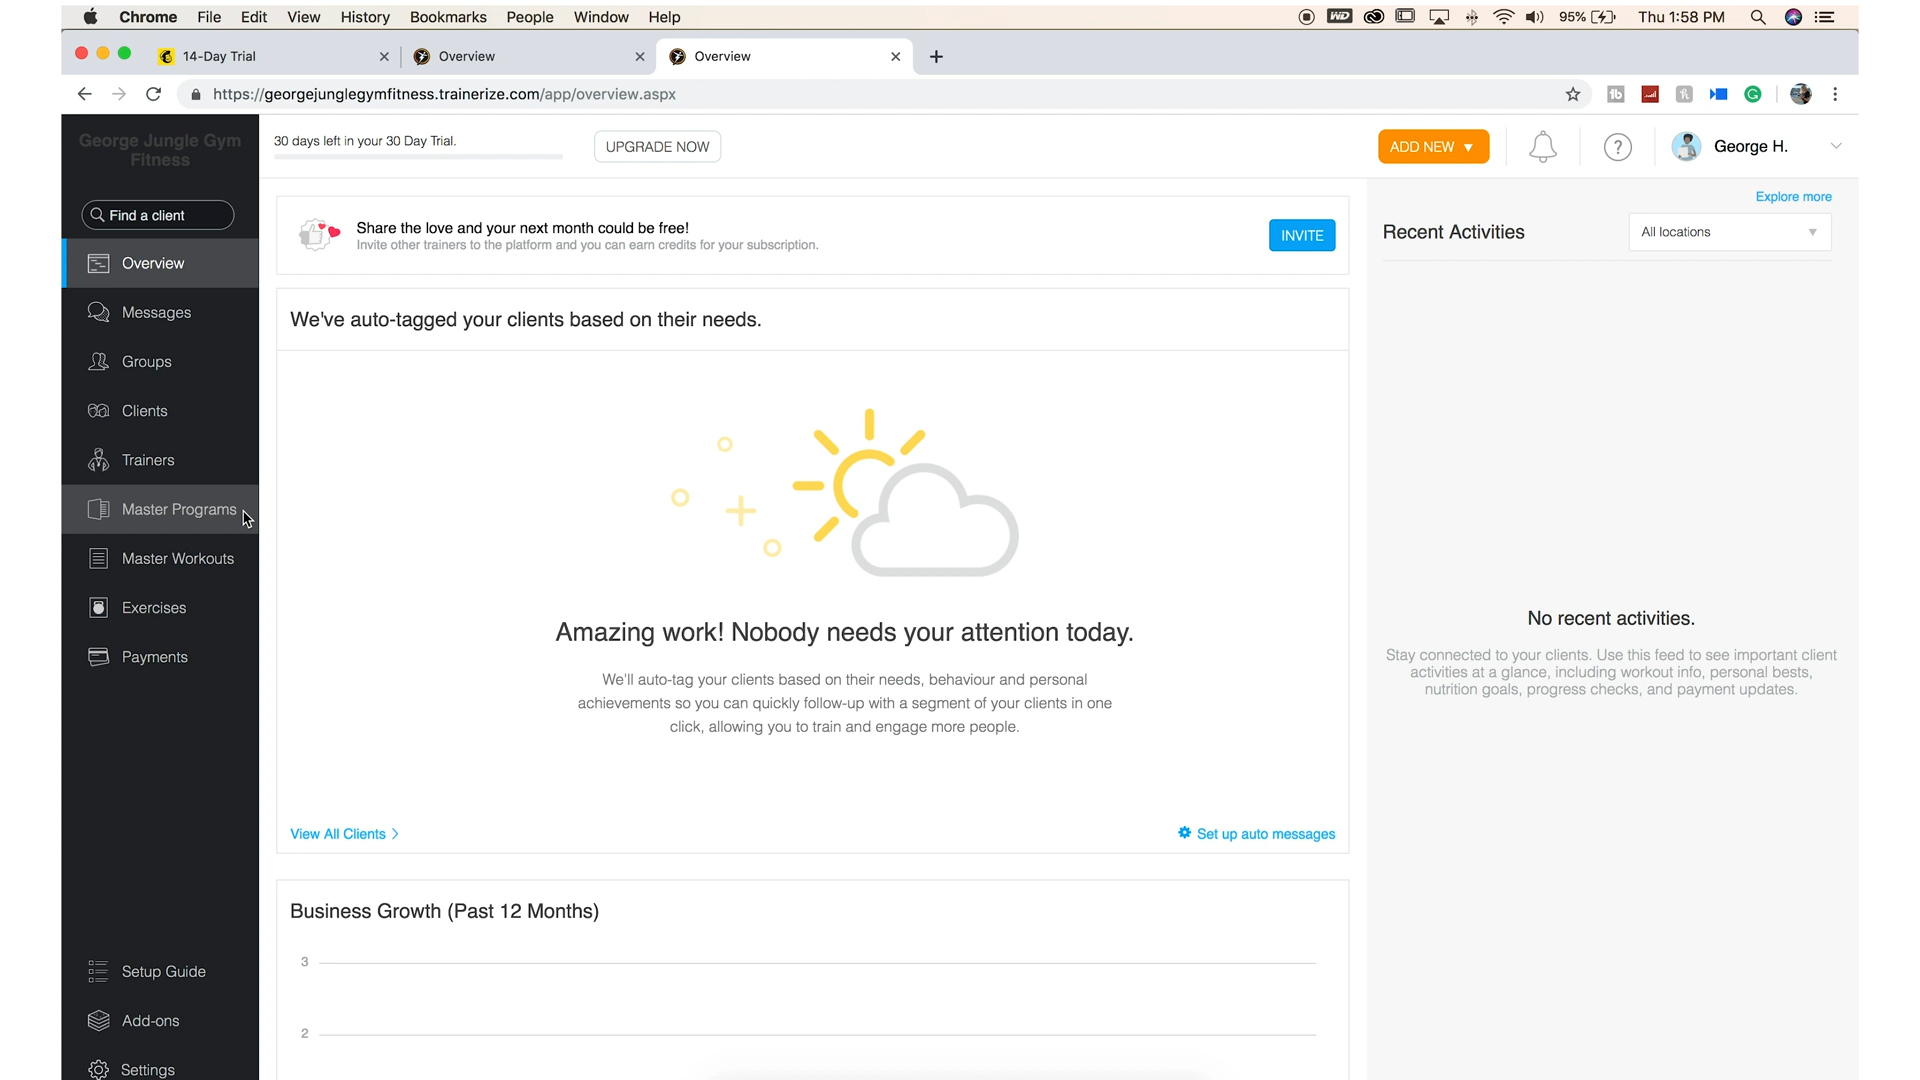 Chrome File Edit View History Bookmarks People Window Help
WD 95% Thu 1:58 PM
14-Day Trial
Overview
Overview
https://georgejunglegymfitness.trainerize.com/app/overview.aspx
George Jungle Gym
Fitness
30 days left in your 30 Day Trial.
UPGRADE NOW
ADD NEW
?
George H.
Find a client
Overview
Messages
Groups
Clients
Trainers
Master Programs
Master Workouts
Exercises
Payments
Setup Guide
Add-ons
Settings
Share the love and your next month could be free!
Invite other trainers to the platform and you can earn credits for your subscription.
INVITE
We've auto-tagged your clients based on their needs.
Amazing work! Nobody needs your attention today.
We'll auto-tag your clients based on their needs, behaviour and personal
achievements so you can quickly follow-up with a segment of your clients in one
click, allowing you to train and engage more people.
View All Clients
Set up auto messages
Business Growth (Past 12 Months)
3
2
Explore more
Recent Activities
All locations
No recent activities.
Stay connected to your clients. Use this feed to see important client
activities at a glance, including workout info, personal bests,
nutrition goals, progress checks, and payment updates.